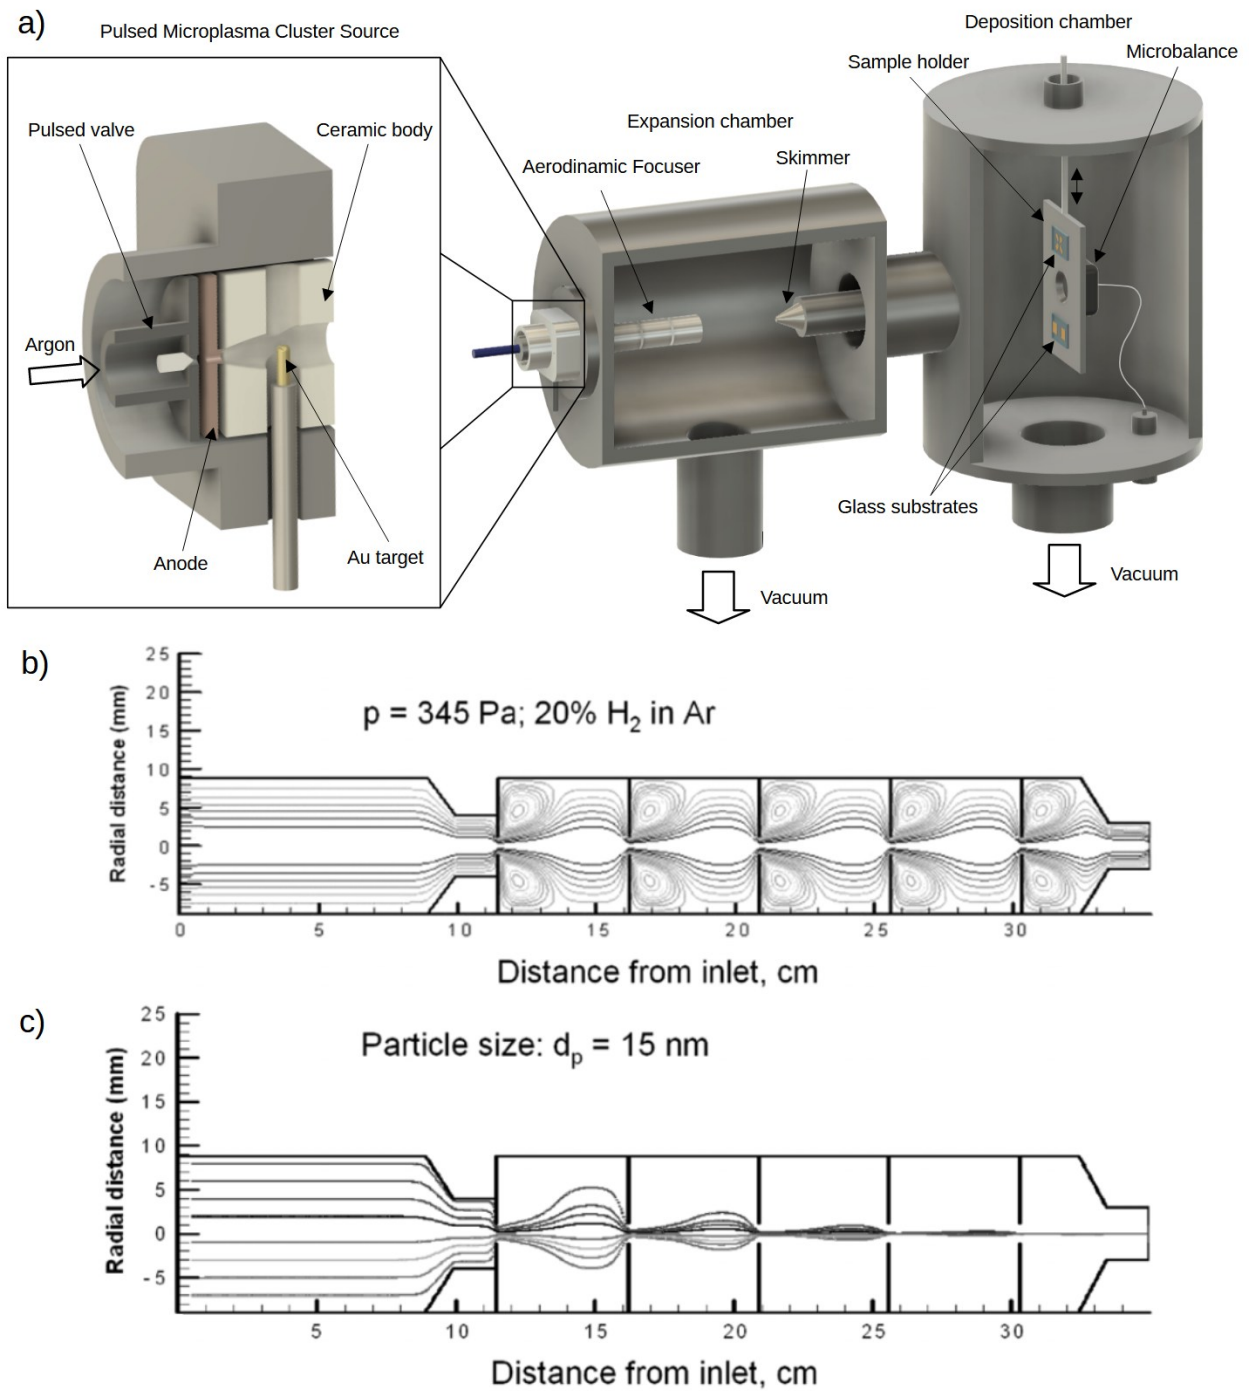 a)
Pulsed Microplasma Cluster Source
Deposition chamber
Sample holder
Microbalance
Pulsed valve
Ceramic body
Expansion chamber
Aerodinamic Focuser
Skimmer
Argon
Anode
Au target
Glass substrates
Vacuum
Vacuum
b)
p = 345 Pa; 20% H₂ in Ar
Radial distance (mm)
25
20
15
10
5
0
-5
0 5 10 15 20 25 30
Distance from inlet, cm
c)
Particle size: dₚ = 15 nm
Radial distance (mm)
25
20
15
10
5
0
-5
5 10 15 20 25 30
Distance from inlet, cm